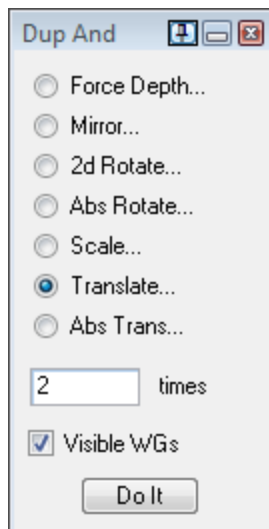 Dup And
Force Depth...
Mirror...
2d Rotate...
Abs Rotate...
Scale...
Translate...
Abs Trans...
2 times
Visible WGs
Do It